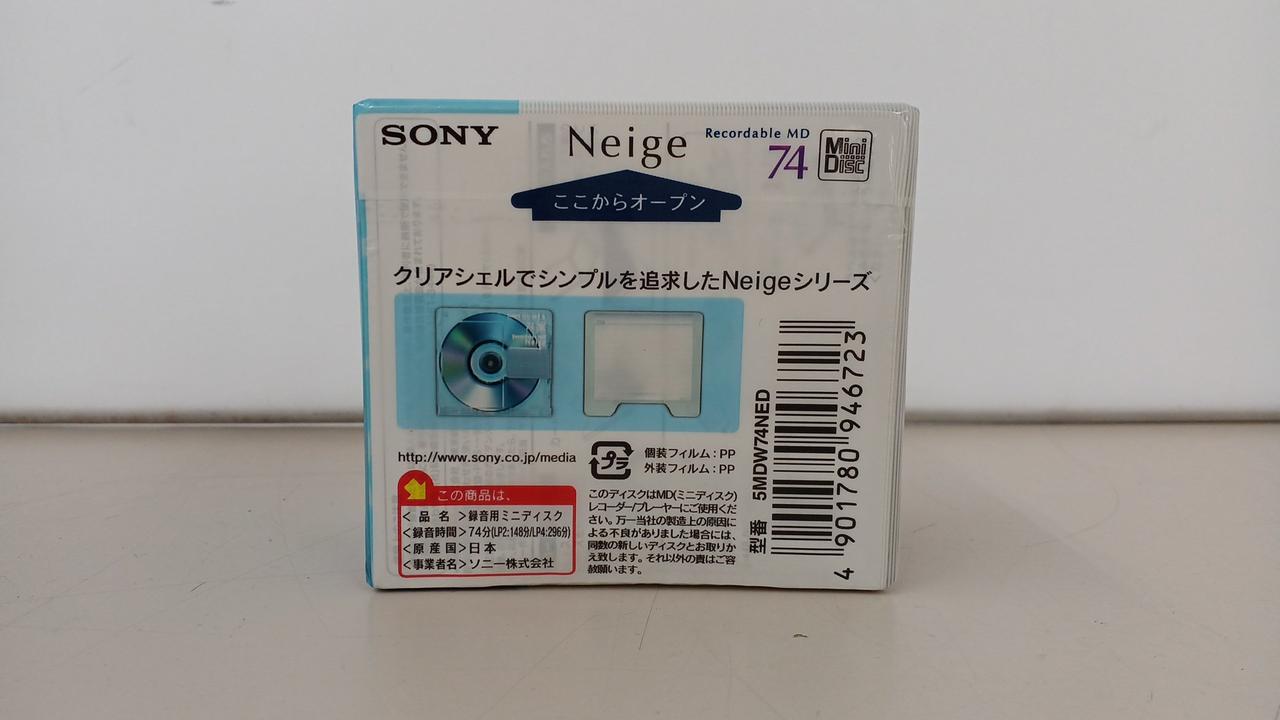 SONY
Neige
Recordable MD
74
Mini Disc
ここからオープン
クリアシェルでシンプルを追求したNeigeシリーズ
http://www.sony.co.jp/media
プラ
個装フィルム：PP
外装フィルム：PP
この商品は、
＜品 名＞録音用ミニディスク
＜録音時間＞74分(LP2:148分/LP4:296分)
＜原 産 国＞日本
＜事業者名＞ソニー株式会社
このディスクはMD(ミニディスク)
レコーダー/プレーヤーにご使用くだ
さい。万一当社の製造上の原因に
よる不良がありました場合には、
同数の新しいディスクとお取りか
え致します。それ以外の責はご容
赦願います。
型番 5MDW74NED
4 901780 946723